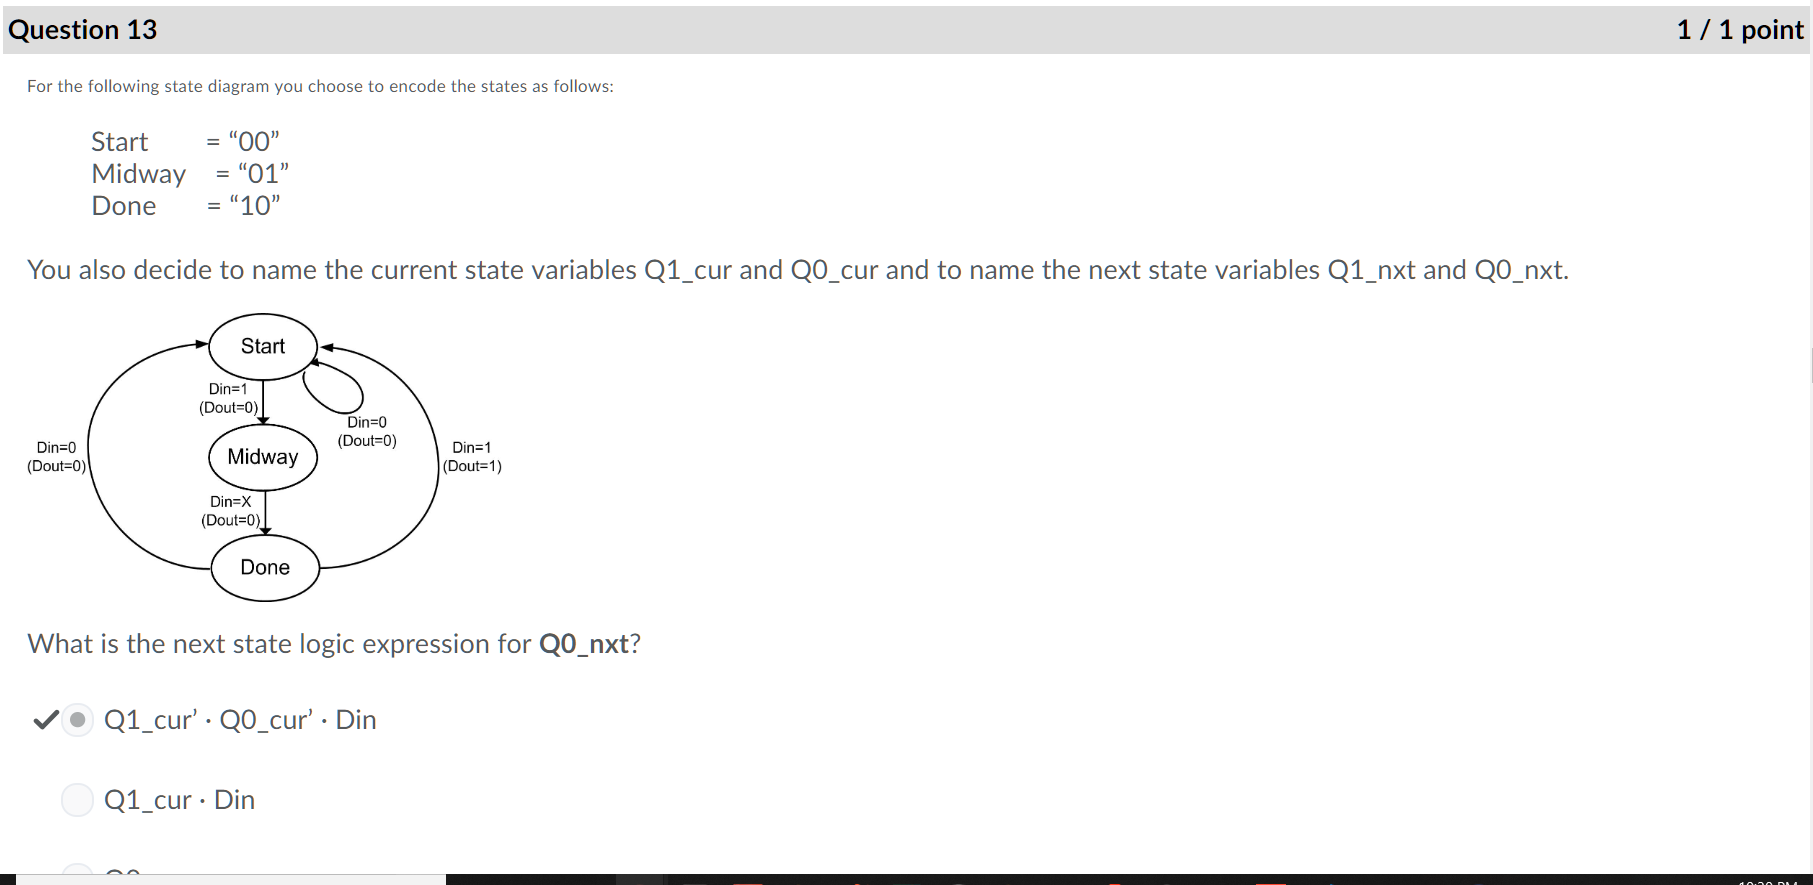 Question 13
1 / 1 point
For the following state diagram you choose to encode the states as follows:
Start = “00”
Midway = “01”
Done = “10”
You also decide to name the current state variables Q1_cur and Q0_cur and to name the next state variables Q1_nxt and Q0_nxt.
Start
Din=1
(Dout=0)
Din=0
(Dout=0)
Din=0
(Dout=0)
Midway
Din=1
(Dout=1)
Din=X
(Dout=0)
Done
What is the next state logic expression for Q0_nxt?
Q1_cur’ · Q0_cur’ · Din
Q1_cur · Din